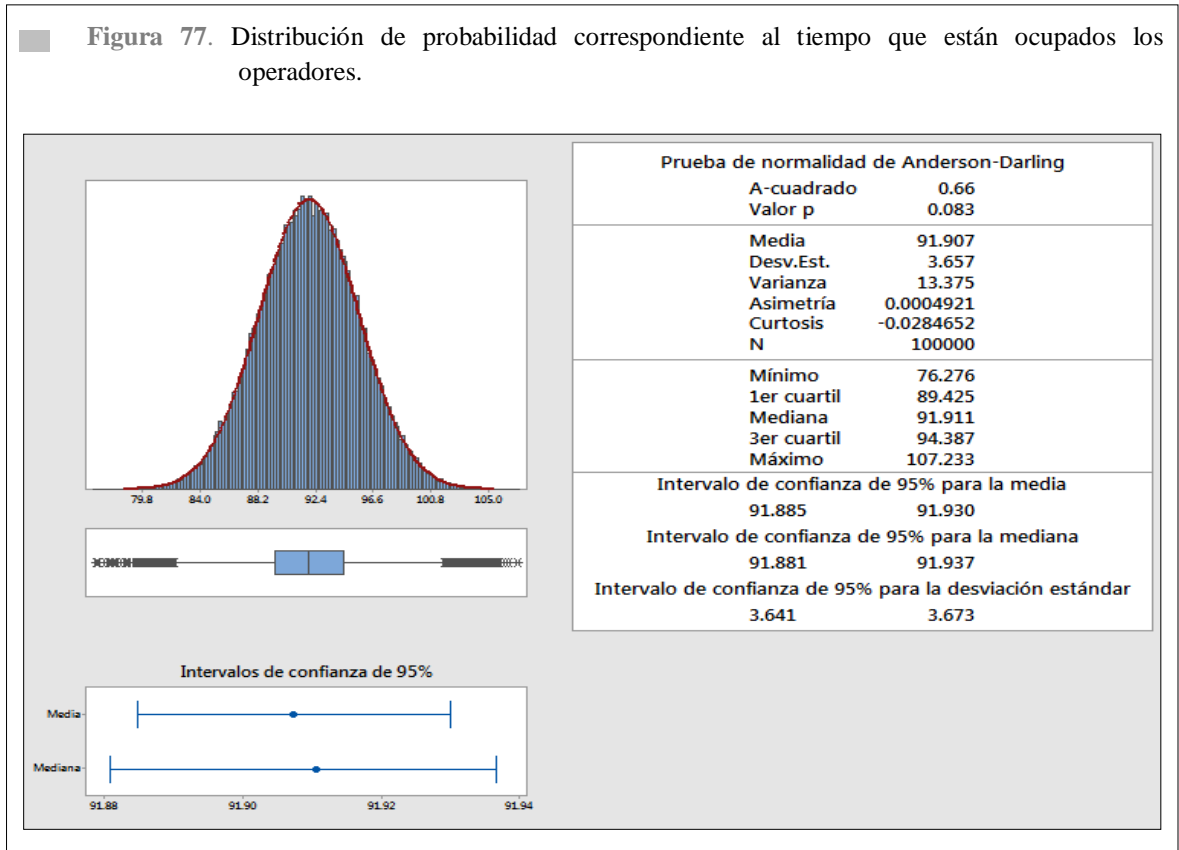 Figura 77. Distribución de probabilidad correspondiente al tiempo que están ocupados los
operadores.
79.8 84.0 88.2 92.4 96.6 100.8 105.0
Intervalos de confianza de 95%
Media
Mediana
91.88 91.90 91.92 91.94
Prueba de normalidad de Anderson-Darling
A-cuadrado 0.66
Valor p 0.083
Media 91.907
Desv.Est. 3.657
Varianza 13.375
Asimetría 0.0004921
Curtosis -0.0284652
N 100000
Mínimo 76.276
1er cuartil 89.425
Mediana 91.911
3er cuartil 94.387
Máximo 107.233
Intervalo de confianza de 95% para la media
91.885 91.930
Intervalo de confianza de 95% para la mediana
91.881 91.937
Intervalo de confianza de 95% para la desviación estándar
3.641 3.673